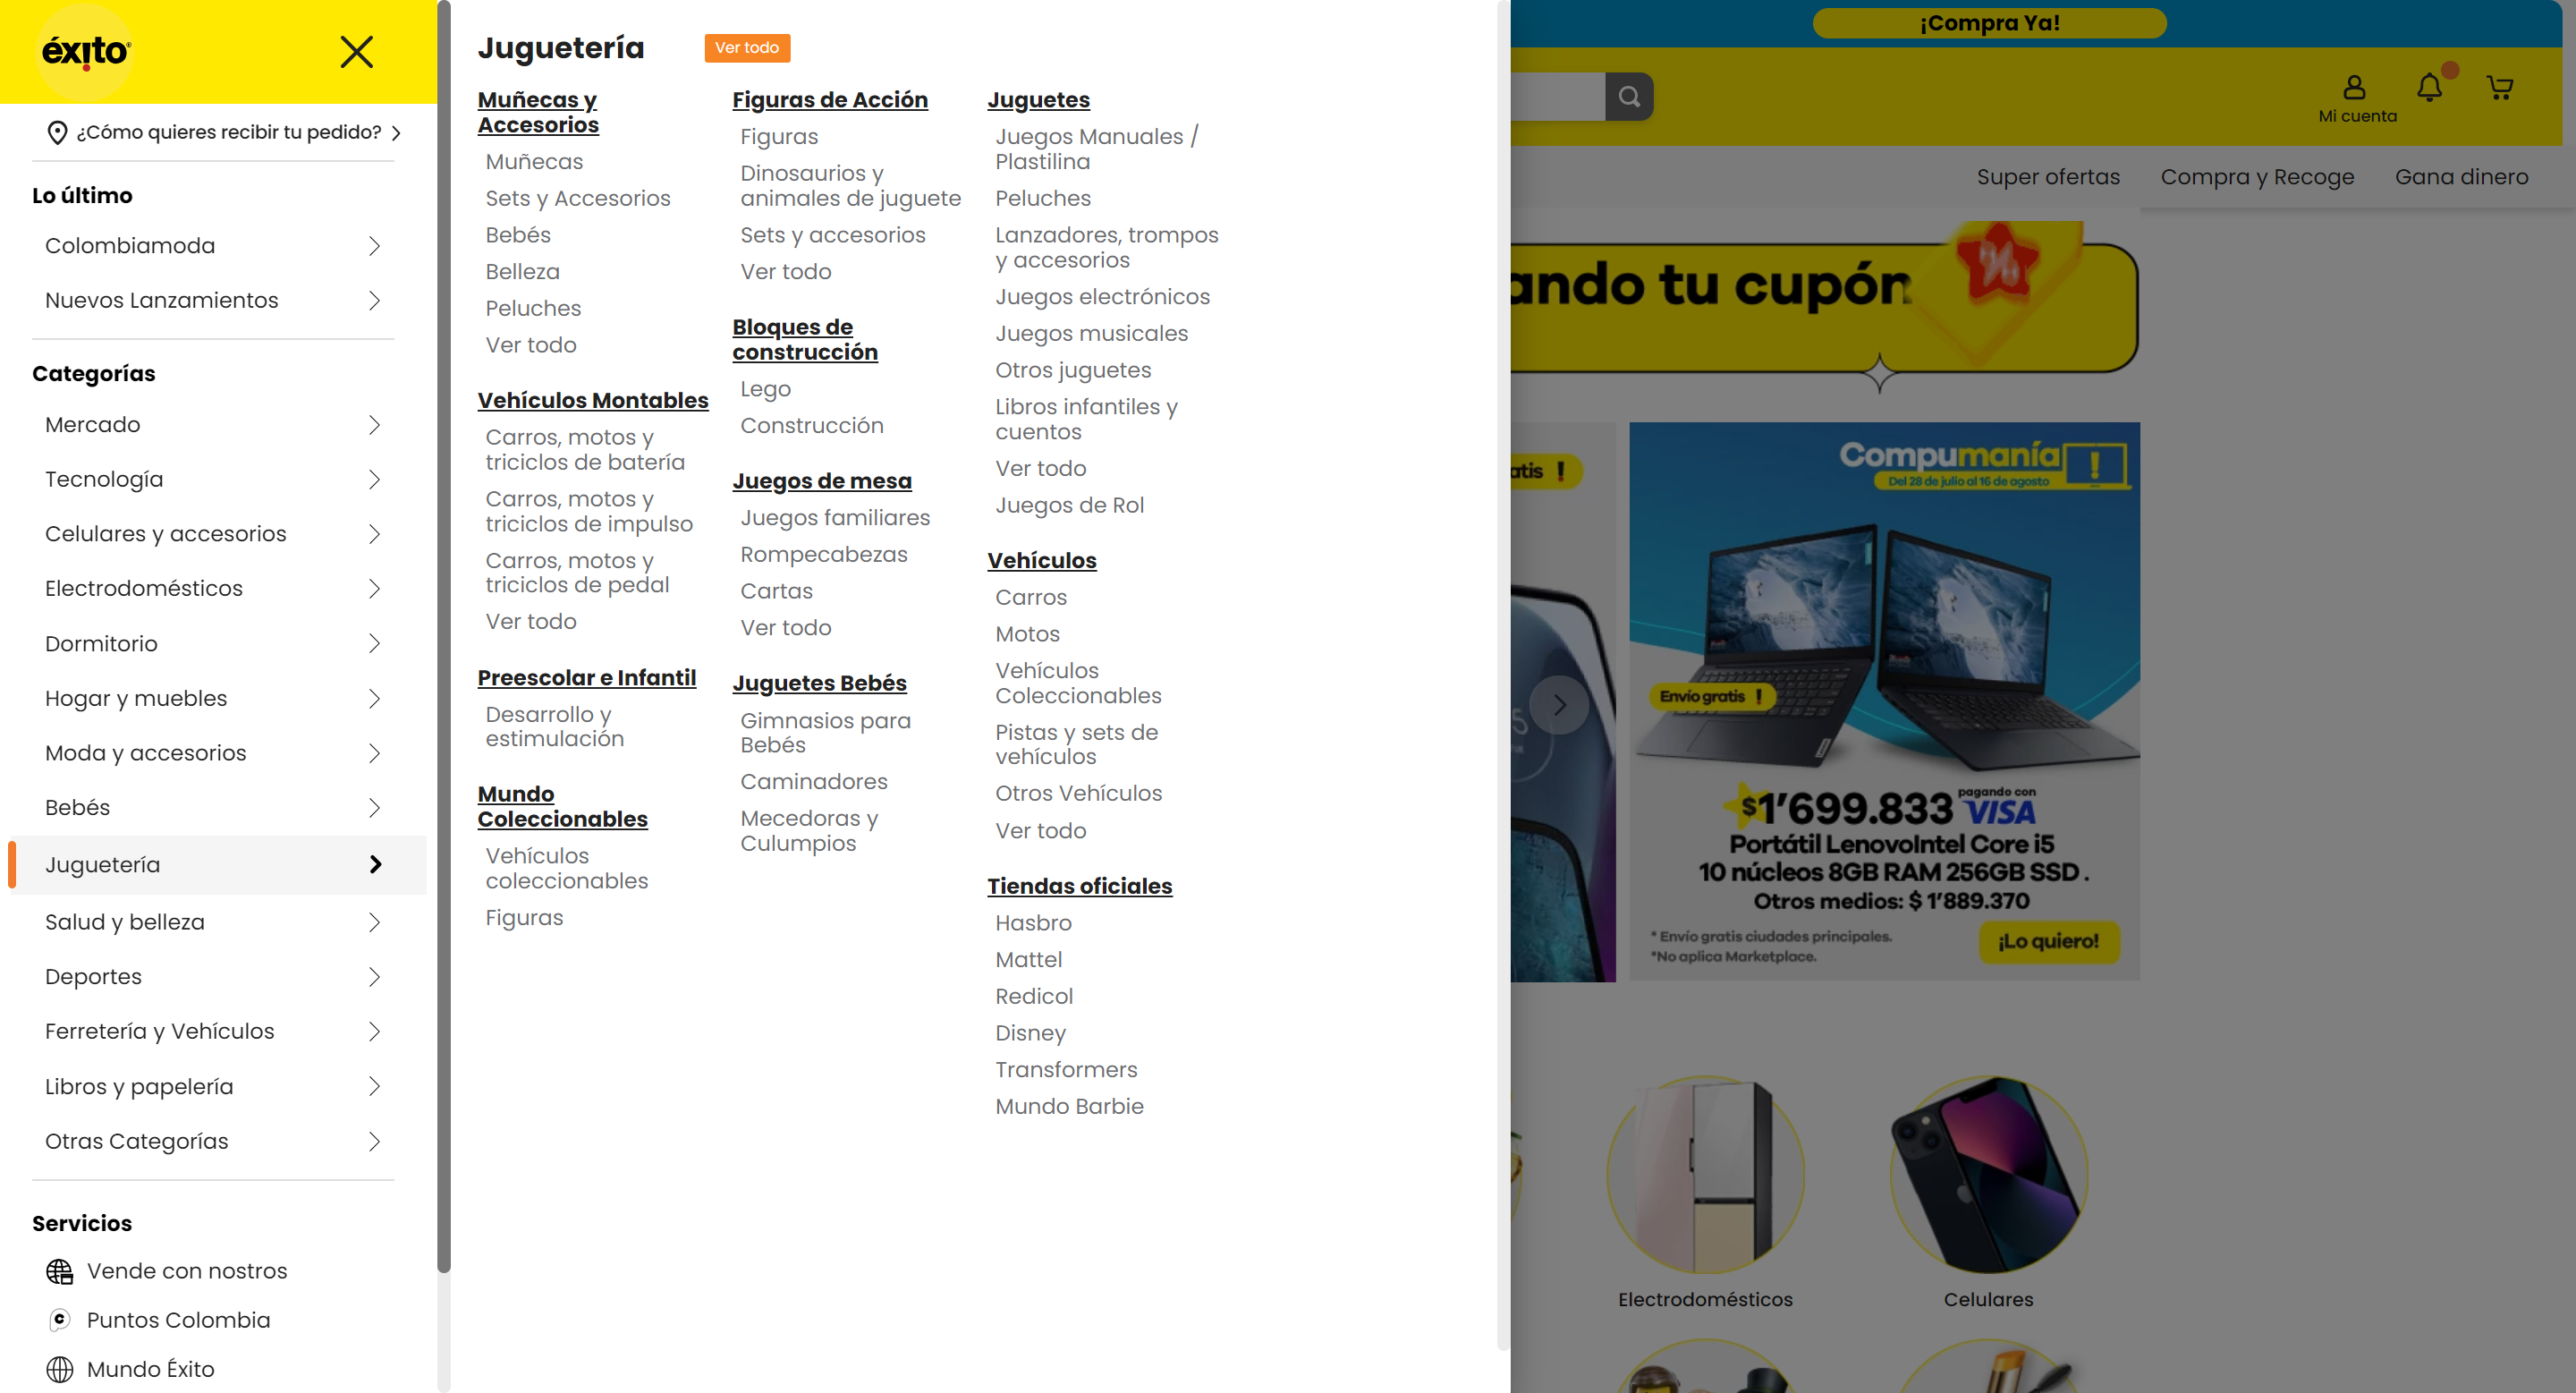 éxito
¿Cómo quieres recibir tu pedido?
Lo último
Colombiamoda
Nuevos Lanzamientos
Categorías
Mercado
Tecnología
Celulares y accesorios
Electrodomésticos
Dormitorio
Hogar y muebles
Moda y accesorios
Bebés
Juguetería
Salud y belleza
Deportes
Ferretería y Vehículos
Libros y papelería
Otras Categorías
Servicios
Vende con nostros
Puntos Colombia
Mundo Éxito
Juguetería
Ver todo
Muñecas y
Accesorios
Muñecas
Sets y Accesorios
Bebés
Belleza
Peluches
Ver todo
Vehículos Montables
Carros, motos y
triciclos de batería
Carros, motos y
triciclos de impulso
Carros, motos y
triciclos de pedal
Ver todo
Preescolar e Infantil
Desarrollo y
estimulación
Mundo
Coleccionables
Vehículos
coleccionables
Figuras
Figuras de Acción
Figuras
Dinosaurios y
animales de juguete
Sets y accesorios
Ver todo
Bloques de
construcción
Lego
Construcción
Juegos de mesa
Juegos familiares
Rompecabezas
Cartas
Ver todo
Juguetes Bebés
Gimnasios para
Bebés
Caminadores
Mecedoras y
Culumpios
Juguetes
Juegos Manuales /
Plastilina
Peluches
Lanzadores, trompos
y accesorios
Juegos electrónicos
Juegos musicales
Otros juguetes
Libros infantiles y
cuentos
Ver todo
Juegos de Rol
Vehículos
Carros
Motos
Vehículos
Coleccionables
Pistas y sets de
vehículos
Otros Vehículos
Ver todo
Tiendas oficiales
Hasbro
Mattel
Redicol
Disney
Transformers
Mundo Barbie
¡Compra Ya!
Mi cuenta
Super ofertas
Compra y Recoge
Gana dinero
ando tu cupón
%
atis !
Compumanía
Del 28 de julio al 16 de agosto
Envío gratis !
$1'699.833 pagando con VISA
Portátil LenovoIntel Core i5
10 núcleos 8GB RAM 256GB SSD .
Otros medios: $ 1'889.370
* Envío gratis ciudades principales.
*No aplica Marketplace.
¡Lo quiero!
Electrodomésticos
Celulares